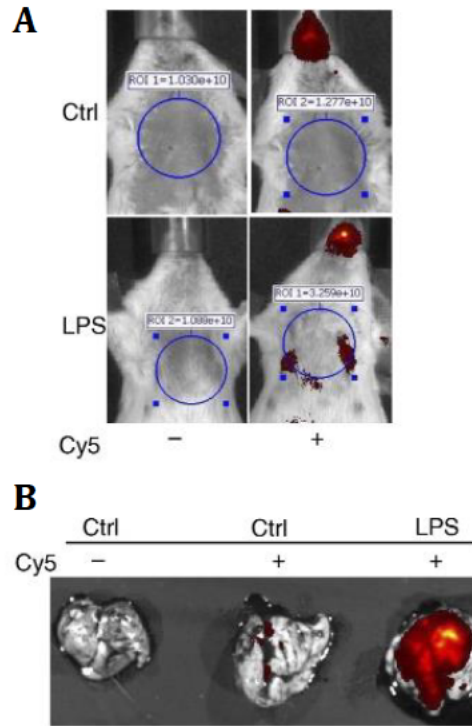 A
Ctrl
ROI 1=1.030e+10
ROI 2=1.277e+10
LPS
ROI 2=1.088e+10
ROI 1=3.259e+10
Cy5 − +
B
Ctrl Ctrl LPS
Cy5 − + +